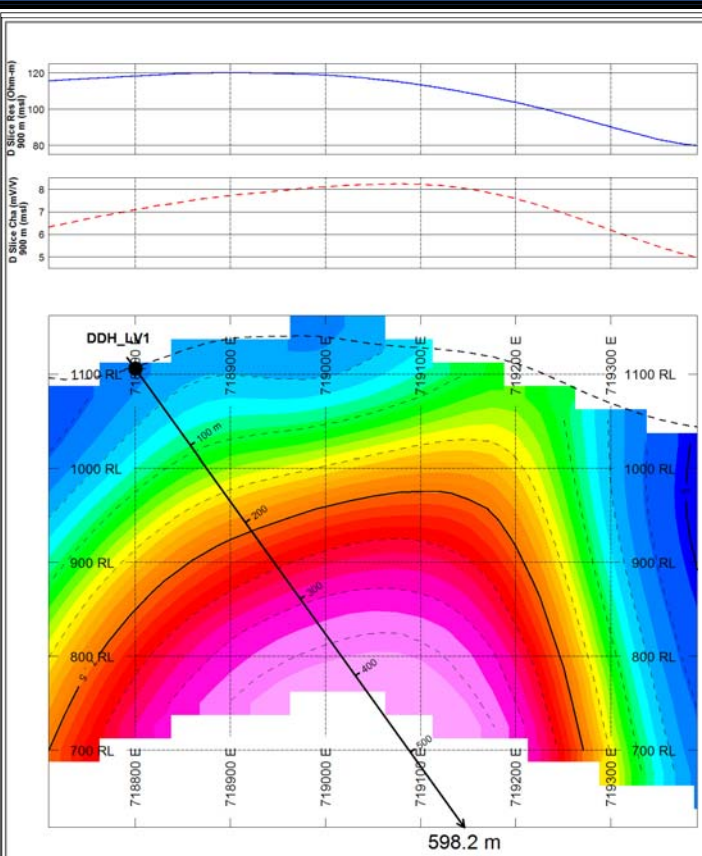 D Slice Res (Ohm-m)
900 m (msl)
120
100
80
D Slice Cha (mV/V)
900 m (msl)
8
7
6
5
DDH_LV1
718800 E
718900 E
719000 E
719100 E
719200 E
719300 E
1100 RL
1100 RL
100 m
1000 RL
1000 RL
200
900 RL
900 RL
300
800 RL
800 RL
400
700 RL
700 RL
500
718800 E
718900 E
719000 E
719100 E
719200 E
719300 E
598.2 m